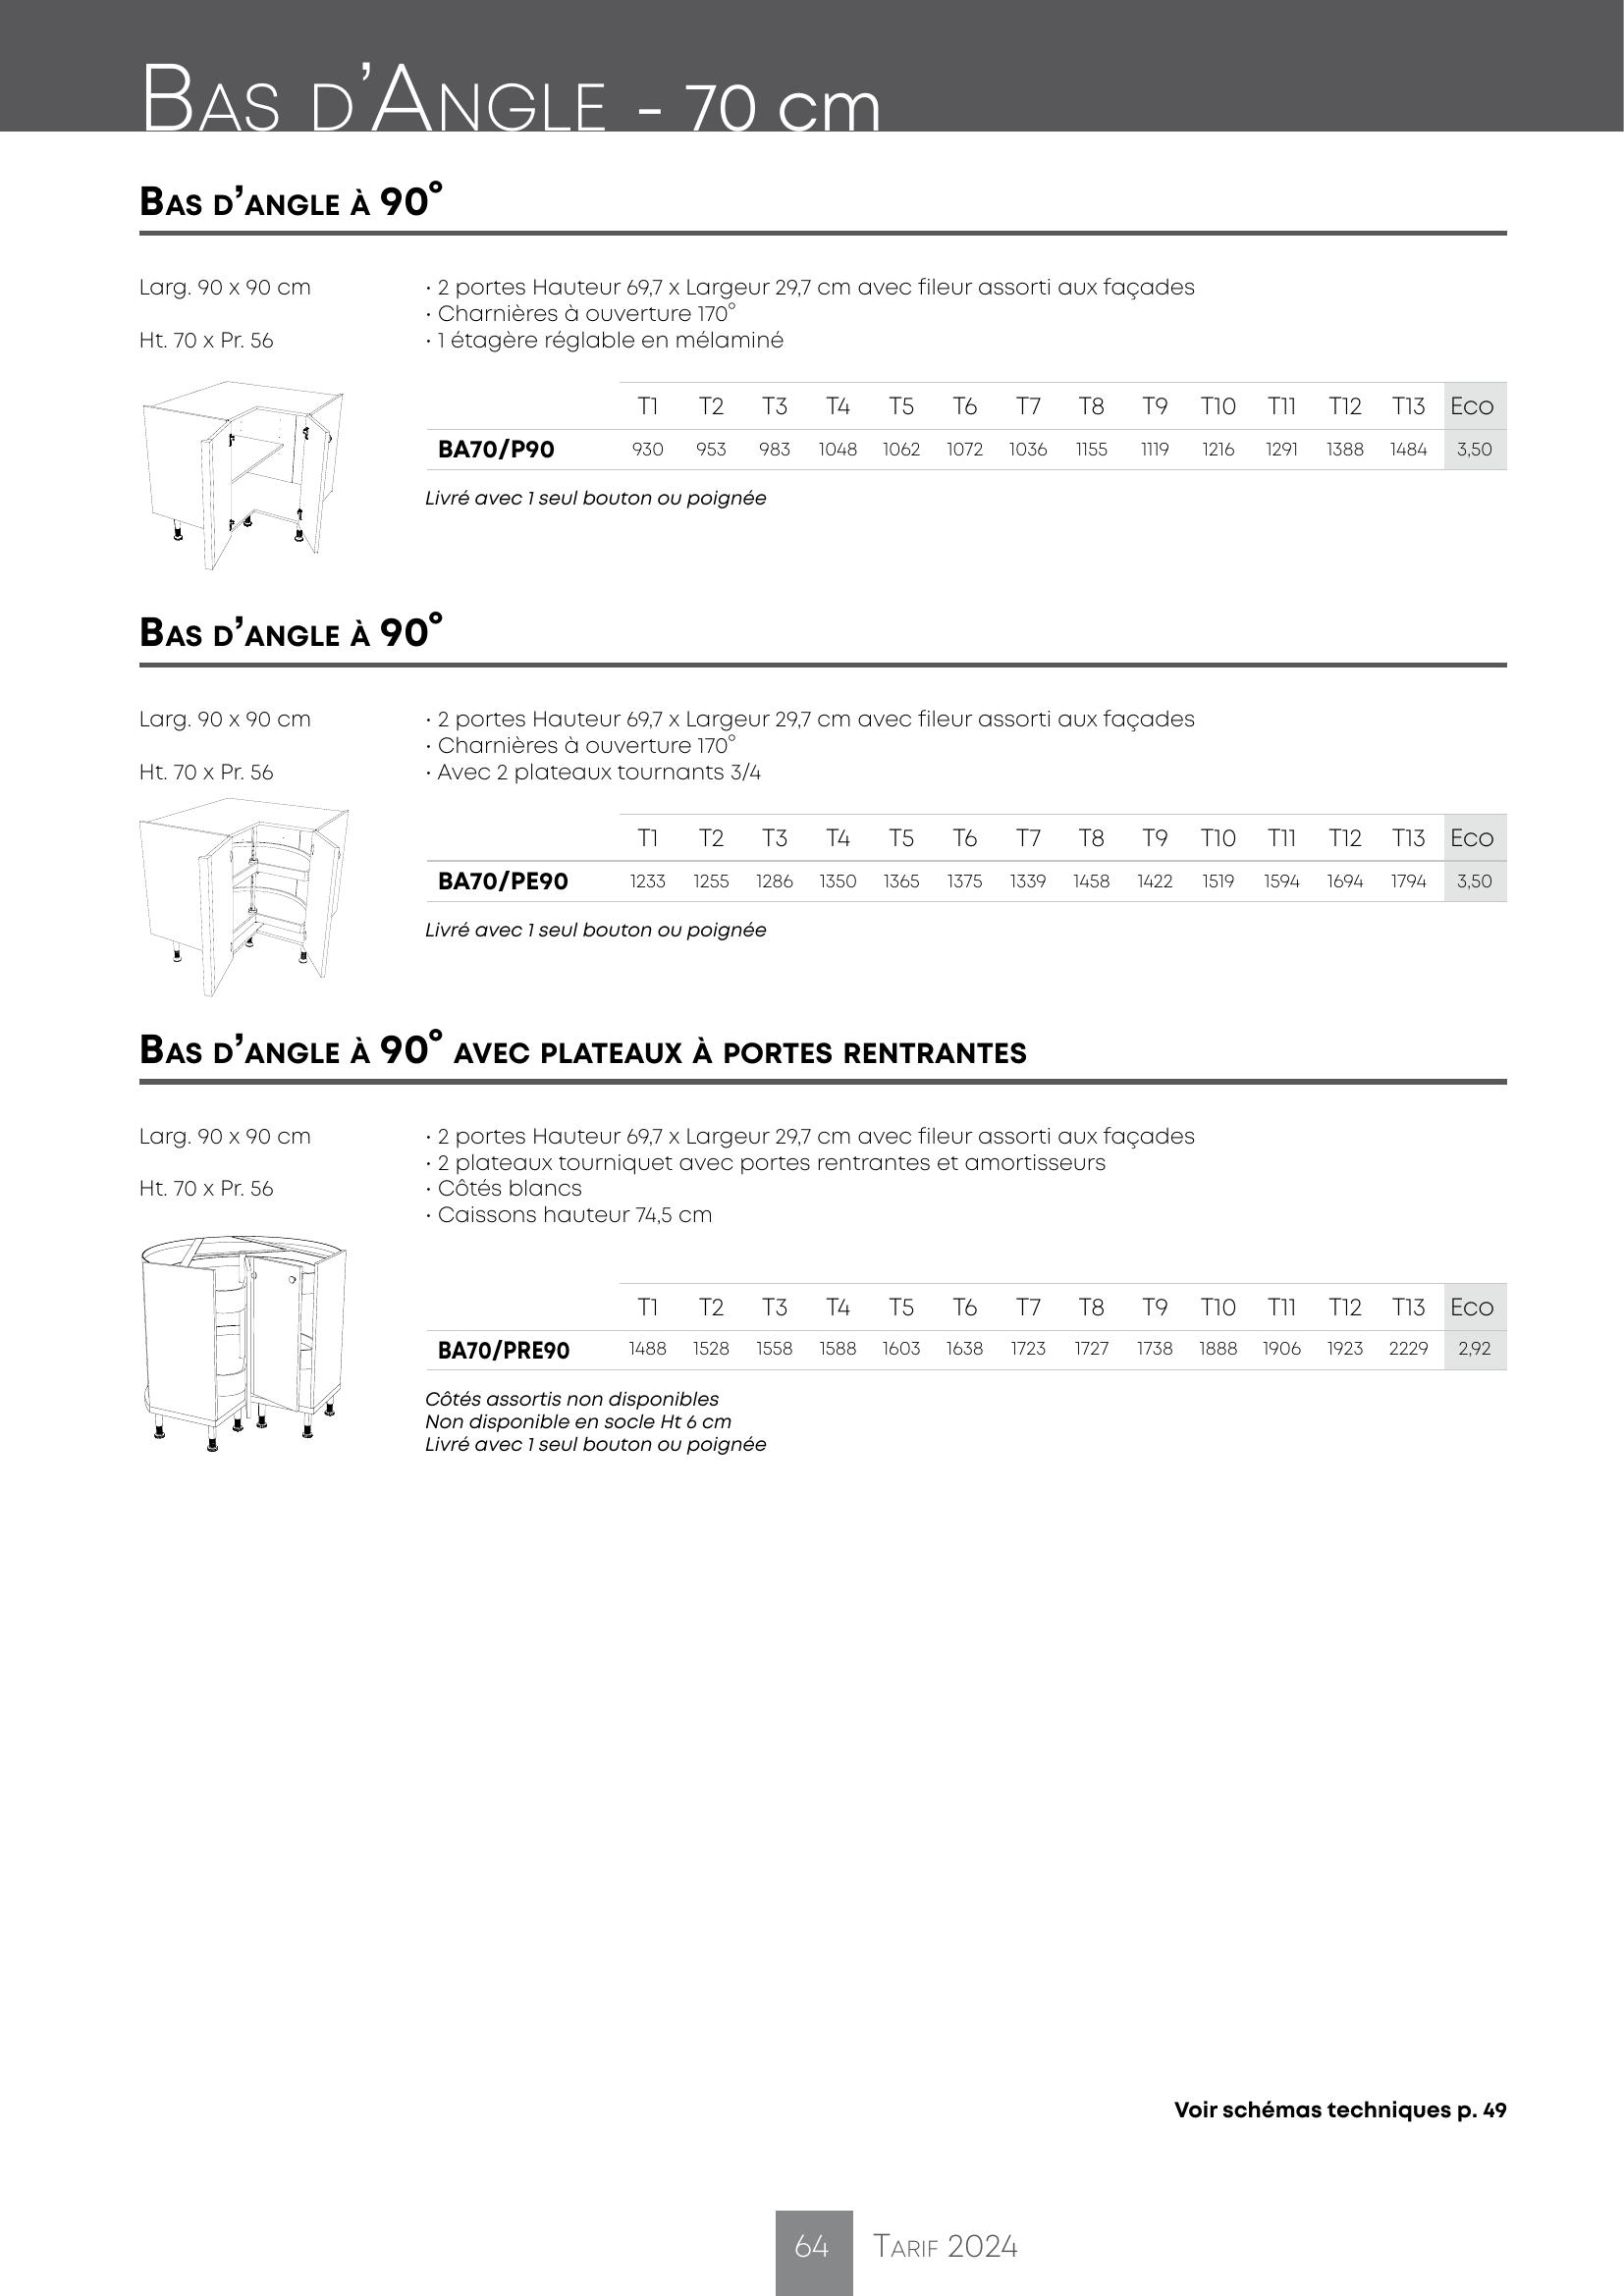 Bas d’Angle - 70 cm
Bas d’angle à 90°
Larg. 90 x 90 cm
Ht. 70 x Pr. 56
· 2 portes Hauteur 69,7 x Largeur 29,7 cm avec fileur assorti aux façades
· Charnières à ouverture 170°
· 1 étagère réglable en mélaminé
T1 T2 T3 T4 T5 T6 T7 T8 T9 T10 T11 T12 T13 Eco
BA70/P90 930 953 983 1048 1062 1072 1036 1155 1119 1216 1291 1388 1484 3,50
Livré avec 1 seul bouton ou poignée
Bas d’angle à 90°
Larg. 90 x 90 cm
Ht. 70 x Pr. 56
· 2 portes Hauteur 69,7 x Largeur 29,7 cm avec fileur assorti aux façades
· Charnières à ouverture 170°
· Avec 2 plateaux tournants 3/4
T1 T2 T3 T4 T5 T6 T7 T8 T9 T10 T11 T12 T13 Eco
BA70/PE90 1233 1255 1286 1350 1365 1375 1339 1458 1422 1519 1594 1694 1794 3,50
Livré avec 1 seul bouton ou poignée
Bas d’angle à 90° avec plateaux à portes rentrantes
Larg. 90 x 90 cm
Ht. 70 x Pr. 56
· 2 portes Hauteur 69,7 x Largeur 29,7 cm avec fileur assorti aux façades
· 2 plateaux tourniquet avec portes rentrantes et amortisseurs
· Côtés blancs
· Caissons hauteur 74,5 cm
T1 T2 T3 T4 T5 T6 T7 T8 T9 T10 T11 T12 T13 Eco
BA70/PRE90 1488 1528 1558 1588 1603 1638 1723 1727 1738 1888 1906 1923 2229 2,92
Côtés assortis non disponibles
Non disponible en socle Ht 6 cm
Livré avec 1 seul bouton ou poignée
Voir schémas techniques p. 49
64 Tarif 2024